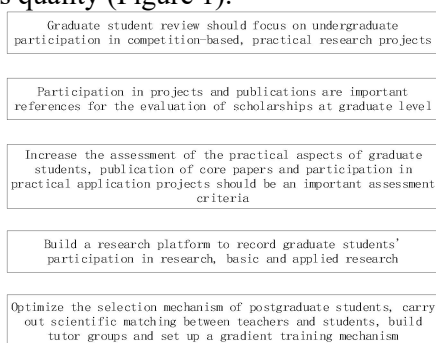 s quality (Figure 1).
Graduate student review should focus on undergraduate
participation in competition-based, practical research projects
Participation in projects and publications are important
references for the evaluation of scholarships at graduate level
Increase the assessment of the practical aspects of graduate
students, publication of core papers and participation in
practical application projects should be an important assessment
criteria
Build a research platform to record graduate students'
participation in research, basic and applied research
Optimize the selection mechanism of postgraduate students, carry
out scientific matching between teachers and students, build
tutor groups and set up a gradient training mechanism